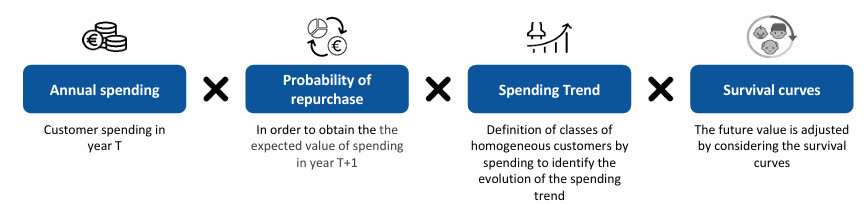 Annual spending
Customer spending in
year T
Probability of
repurchase
In order to obtain the the
expected value of spending
in year T+1
Spending Trend
Definition of classes of
homogeneous customers by
spending to identify the
evolution of the spending
trend
Survival curves
The future value is adjusted
by considering the survival
curves